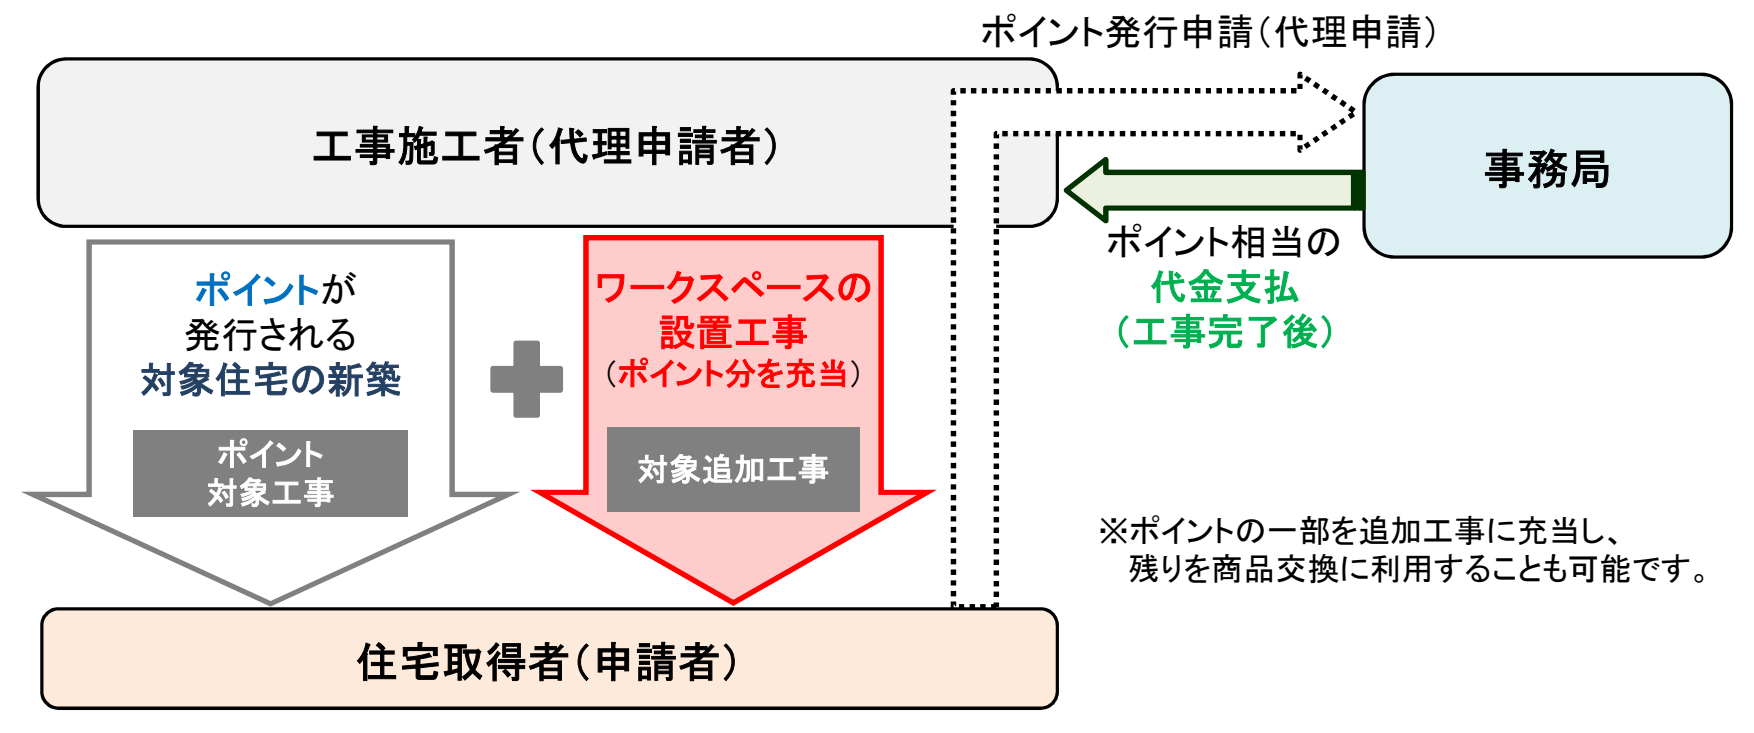 ポイント発行申請(代理申請)
工事施工者(代理申請者)
事務局
ポイント相当の
代金支払
(工事完了後)
ポイントが
発行される
対象住宅の新築
ポイント
対象工事
ワークスペースの
設置工事
(ポイント分を充当)
対象追加工事
※ポイントの一部を追加工事に充当し、
残りを商品交換に利用することも可能です。
住宅取得者(申請者)